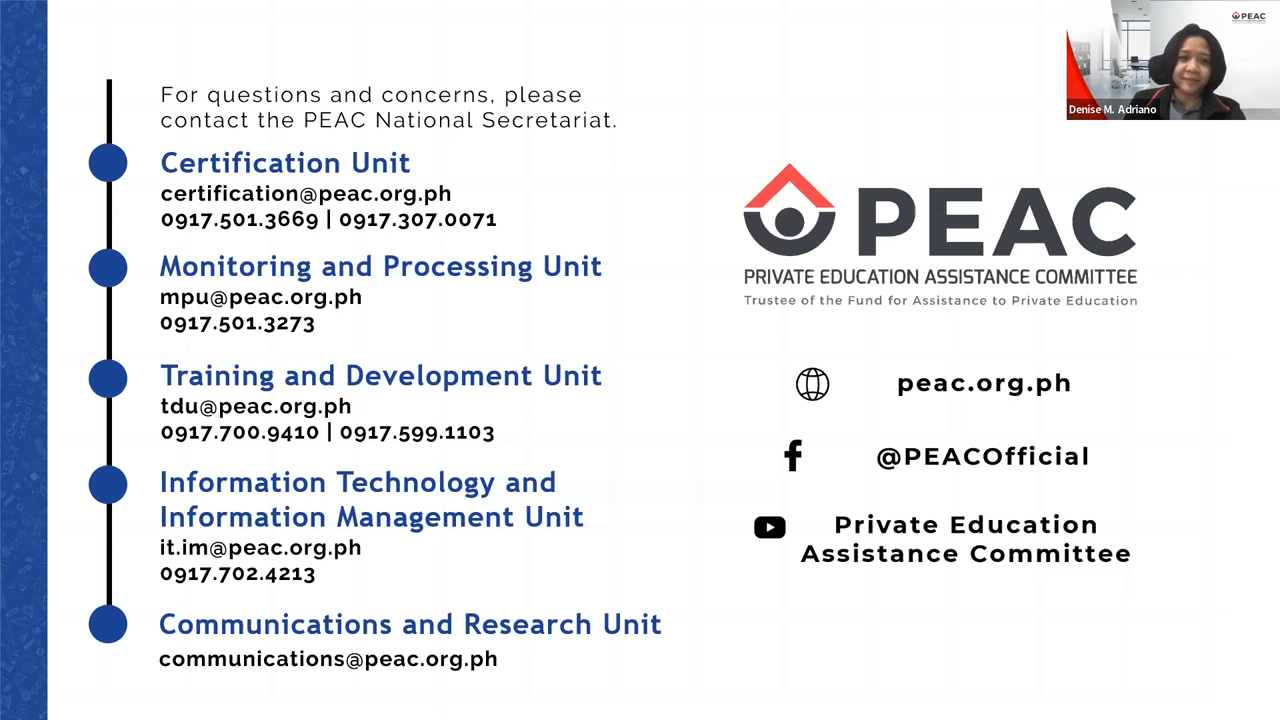 For questions and concerns, please
contact the PEAC National Secretariat.
Certification Unit
certification@peac.org.ph
0917.501.3669 | 0917.307.0071
Monitoring and Processing Unit
mpu@peac.org.ph
0917.501.3273
Training and Development Unit
tdu@peac.org.ph
0917.700.9410 | 0917.599.1103
Information Technology and
Information Management Unit
it.im@peac.org.ph
0917.702.4213
Communications and Research Unit
communications@peac.org.ph
PEAC
Denise M. Adriano
PEAC
PRIVATE EDUCATION ASSISTANCE COMMITTEE
Trustee of the Fund for Assistance to Private Education
peac.org.ph
@PEACOfficial
Private Education
Assistance Committee